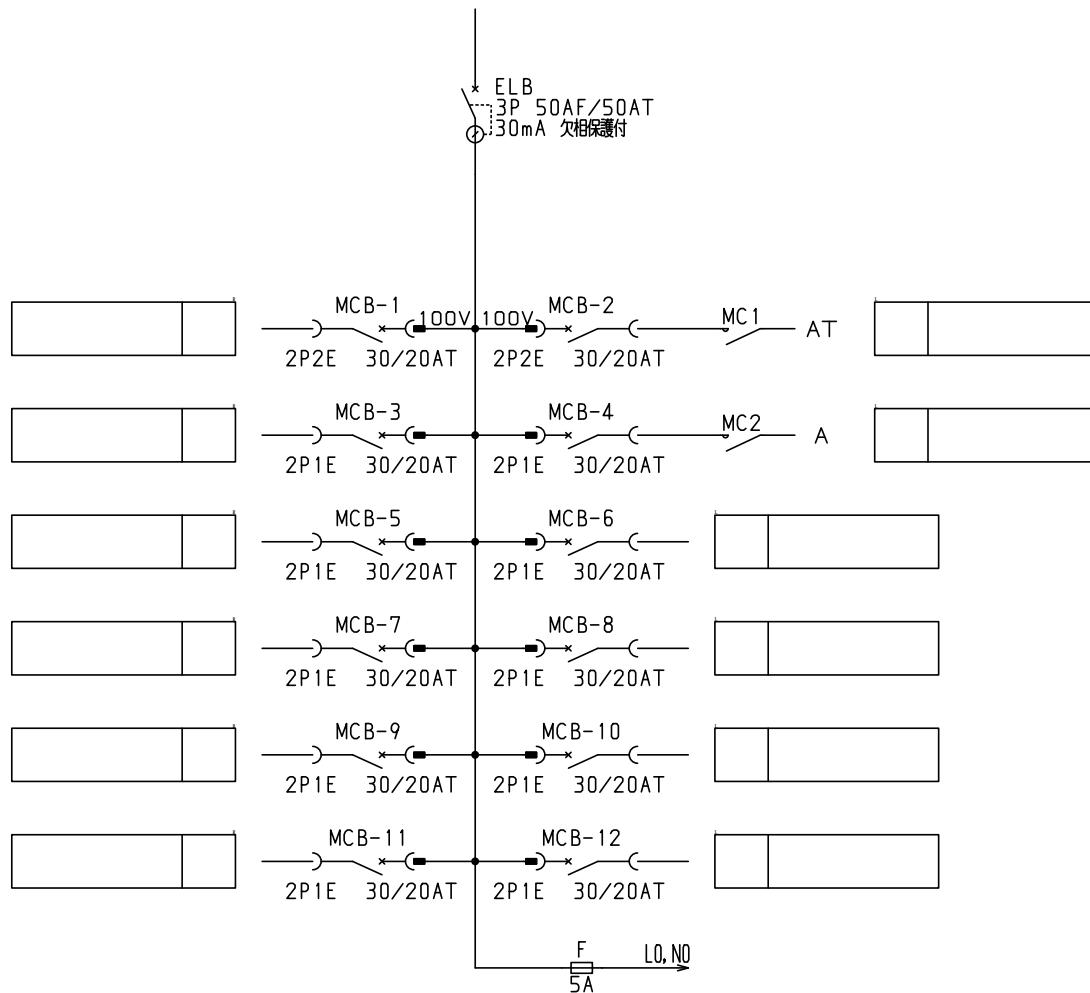 ELB
3P 50AF/50AT
30mA 欠相保護付
MCB-1 100V 100V MCB-2 MC1 AT
2P2E 30/20AT 2P2E 30/20AT
MCB-3 MCB-4 MC2 A
2P1E 30/20AT 2P1E 30/20AT
MCB-5 MCB-6
2P1E 30/20AT 2P1E 30/20AT
MCB-7 MCB-8
2P1E 30/20AT 2P1E 30/20AT
MCB-9 MCB-10
2P1E 30/20AT 2P1E 30/20AT
MCB-11 MCB-12
2P1E 30/20AT 2P1E 30/20AT
F L0,N0
5A